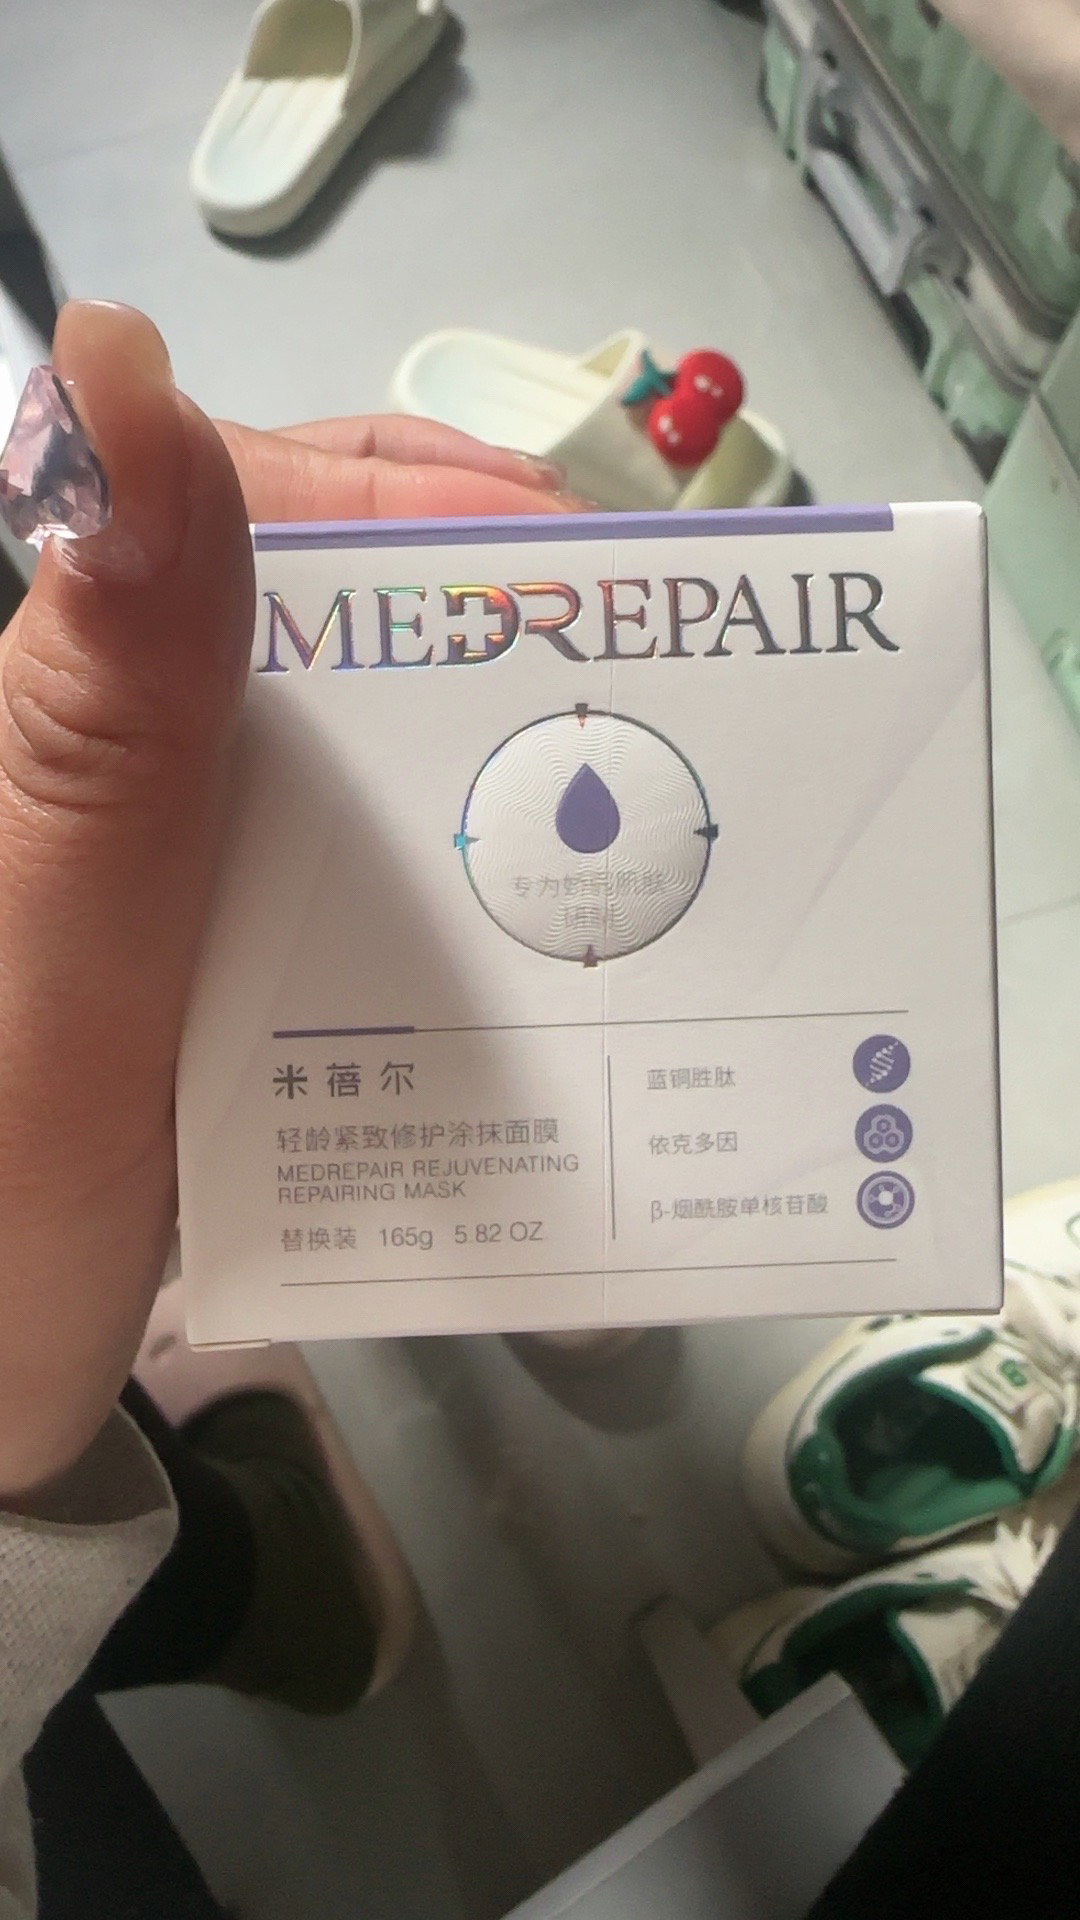 MEDREPAIR
专为
米蓓尔
轻龄紧致修护涂抹面膜
MEDREPAIR REJUVENATING
REPAIRING MASK
替换装 165g 5.82 OZ
蓝铜胜肽
依克多因
β-烟酰胺单核苷酸